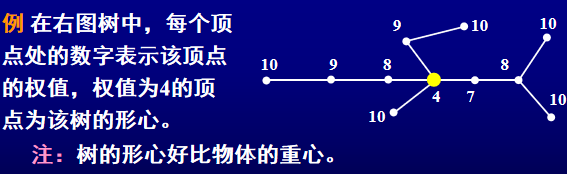 例 在右图树中，每个顶
点处的数字表示该顶点
的权值，权值为4的顶
点为该树的形心。
注：树的形心好比物体的重心。
9 10 10
10 9 8 8
4 7
10 10